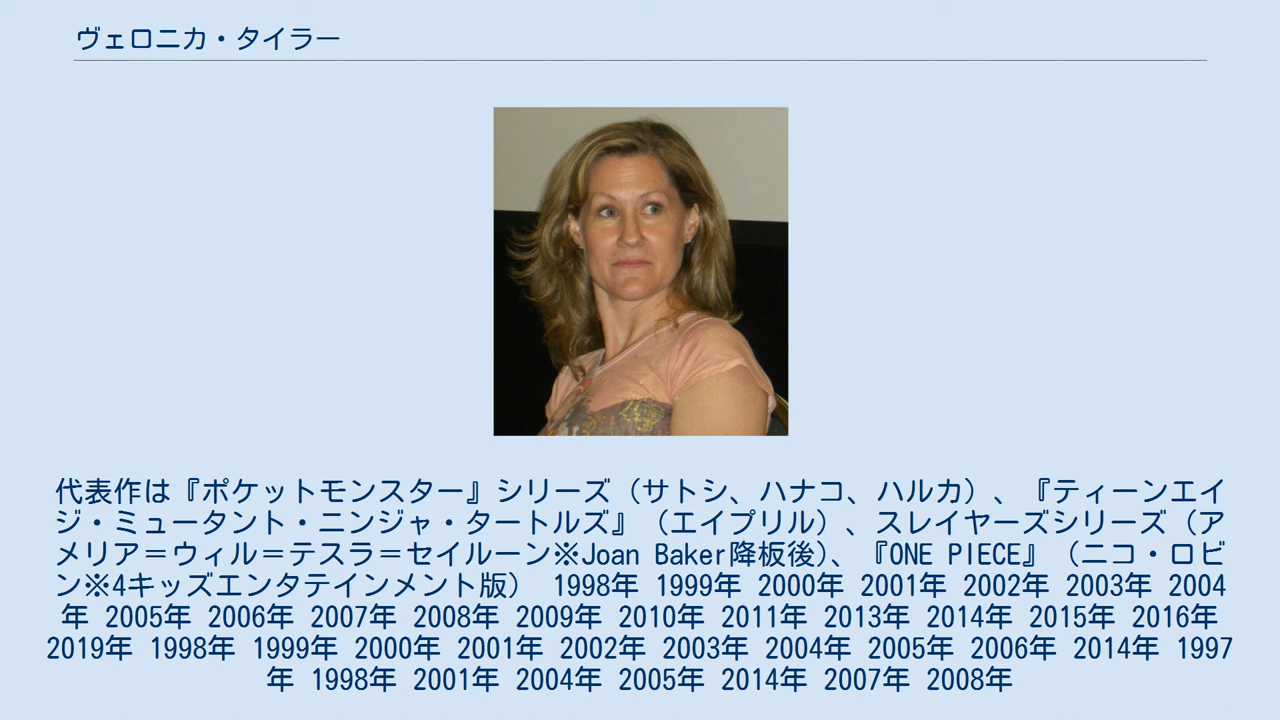 ヴェロニカ・タイラー
代表作は『ポケットモンスター』シリーズ（サトシ、ハナコ、ハルカ）、『ティーンエイ
ジ・ミュータント・ニンジャ・タートルズ』（エイプリル）、スレイヤーズシリーズ（ア
メリア＝ウィル＝テスラ＝セイルーン※Joan Baker降板後）、『ONE PIECE』（ニコ・ロビ
ン※4キッズエンタテインメント版） 1998年 1999年 2000年 2001年 2002年 2003年 2004
年 2005年 2006年 2007年 2008年 2009年 2010年 2011年 2013年 2014年 2015年 2016年
2019年 1998年 1999年 2000年 2001年 2002年 2003年 2004年 2005年 2006年 2014年 1997
年 1998年 2001年 2004年 2005年 2014年 2007年 2008年